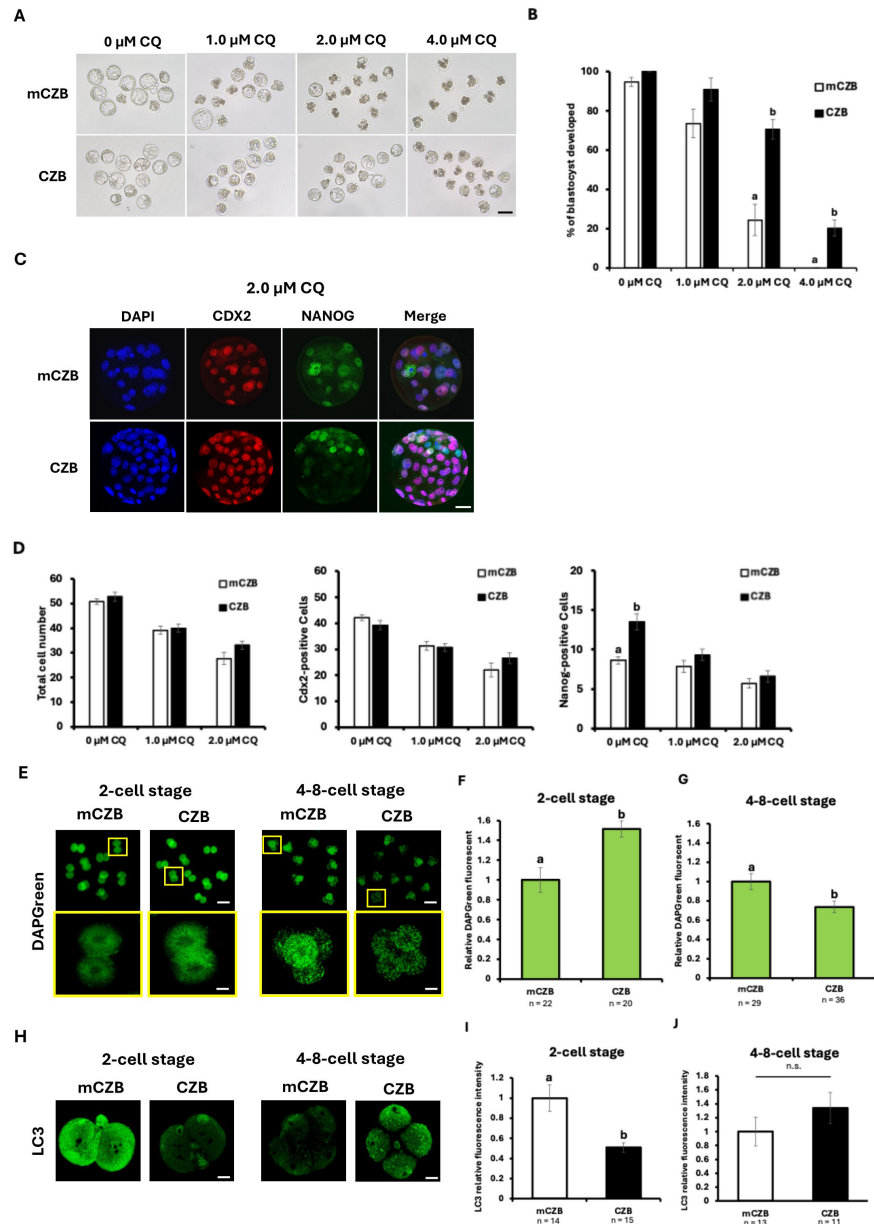 A
0 µM CQ 1.0 µM CQ 2.0 µM CQ 4.0 µM CQ
mCZB
CZB
B
% of blastocyst developed
100
80
60
40
20
0
mCZB
CZB
a
b
a
b
0 µM CQ 1.0 µM CQ 2.0 µM CQ 4.0 µM CQ
C
2.0 µM CQ
DAPI CDX2 NANOG Merge
mCZB
CZB
D
Total cell number
60
50
40
30
20
10
0
mCZB
CZB
0 µM CQ 1.0 µM CQ 2.0 µM CQ
Cdx2-positive Cells
60
50
40
30
20
10
0
mCZB
CZB
0 µM CQ 1.0 µM CQ 2.0 µM CQ
Nanog-positive Cells
20
15
10
5
0
mCZB
CZB
a
b
0 µM CQ 1.0 µM CQ 2.0 µM CQ
E
2-cell stage 4-8-cell stage
mCZB CZB mCZB CZB
DAPGreen
F
2-cell stage
Relative DAPGreen fluorescent
1.6
1.4
1.2
1
0.8
0.6
0.4
0.2
0
a
b
mCZB CZB
n = 22 n = 20
G
4-8-cell stage
Relative DAPGreen fluorscent
1.6
1.4
1.2
1
0.8
0.6
0.4
0.2
0
a
b
mCZB CZB
n = 29 n = 36
H
2-cell stage 4-8-cell stage
mCZB CZB mCZB CZB
LC3
I
2-cell stage
LC3 relative fluorescence intensity
1.2
1
0.8
0.6
0.4
0.2
0
a
b
mCZB CZB
n = 14 n = 15
J
4-8-cell stage
n.s.
LC3 relative fluorescence intensity
1.8
1.6
1.4
1.2
1
0.8
0.6
0.4
0.2
0
mCZB CZB
n = 13 n = 11